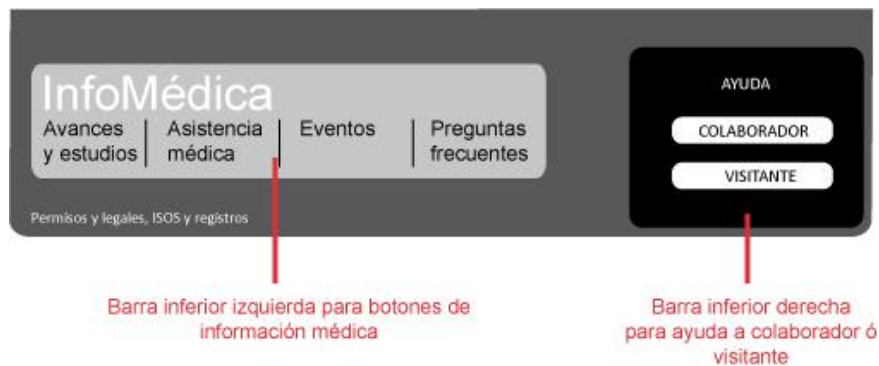 InfoMédica
Avances
y estudios
Asistencia
médica
Eventos
Preguntas
frecuentes
Permisos y legales, ISOS y registros
AYUDA
COLABORADOR
VISITANTE
Barra inferior izquierda para botones de
información médica
Barra inferior derecha
para ayuda a colaborador ó
visitante